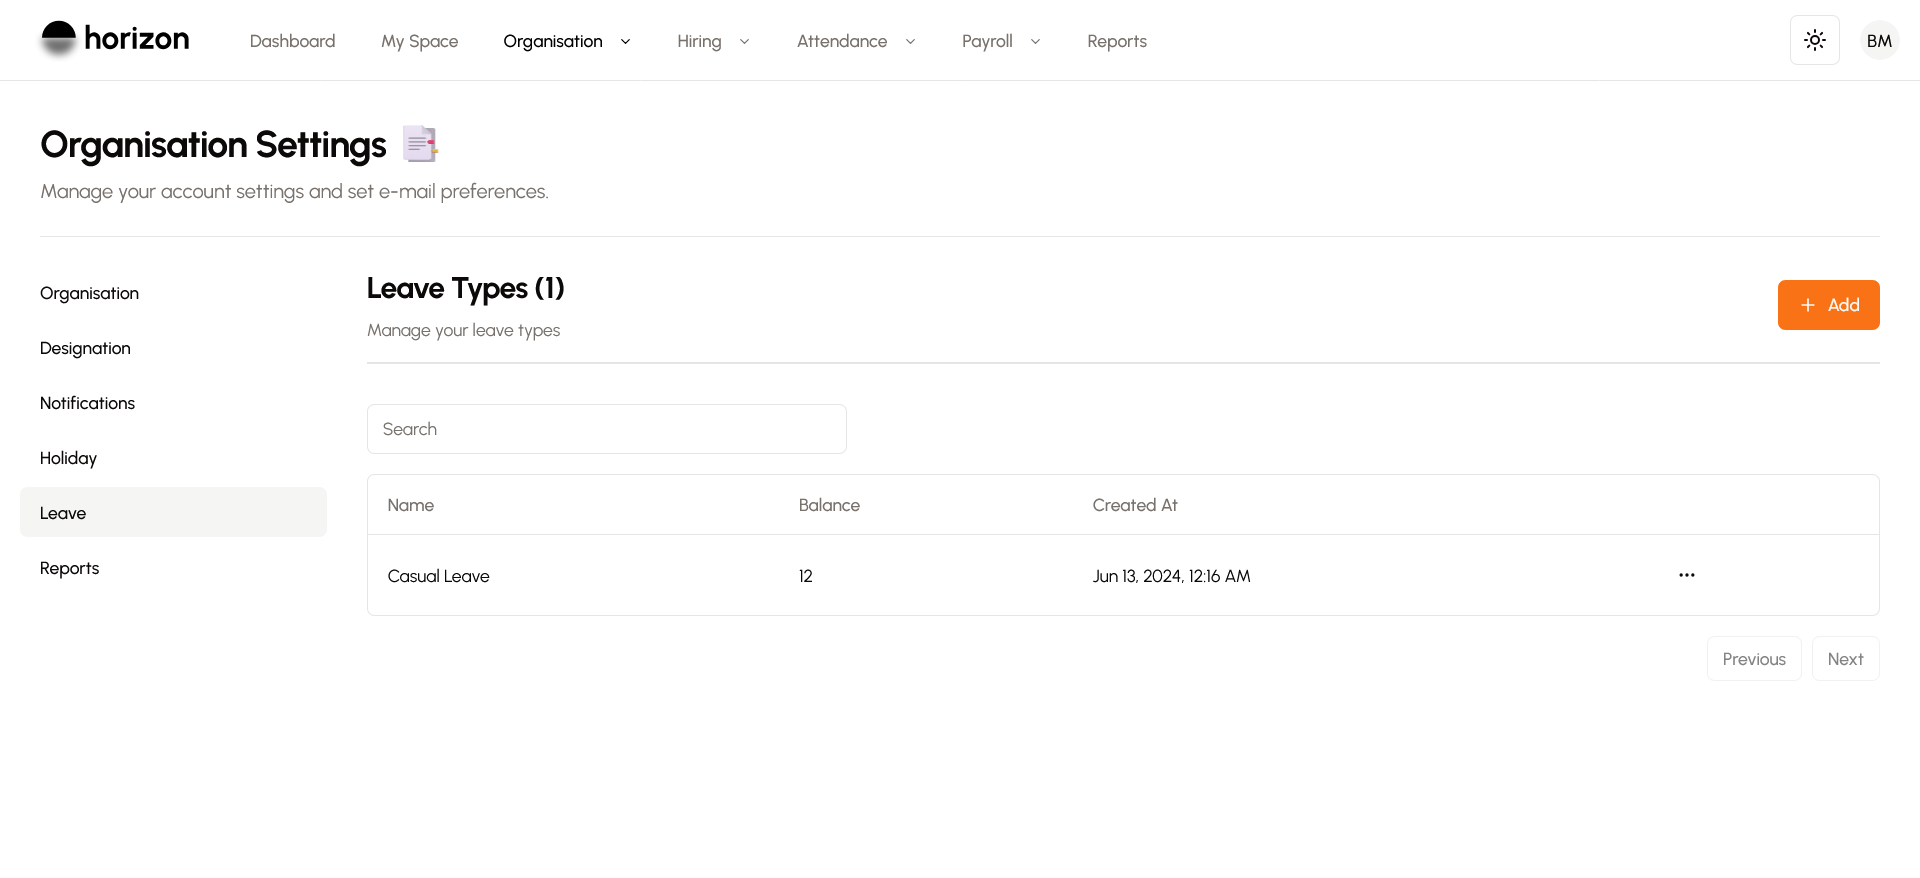 horizon
Dashboard My Space Organisation Hiring Attendance Payroll Reports
BM
Organisation Settings
Manage your account settings and set e-mail preferences.
Organisation
Designation
Notifications
Holiday
Leave
Reports
Leave Types (1)
Manage your leave types
+ Add
Search
Name Balance Created At
Casual Leave 12 Jun 13, 2024, 12:16 AM ...
Previous Next